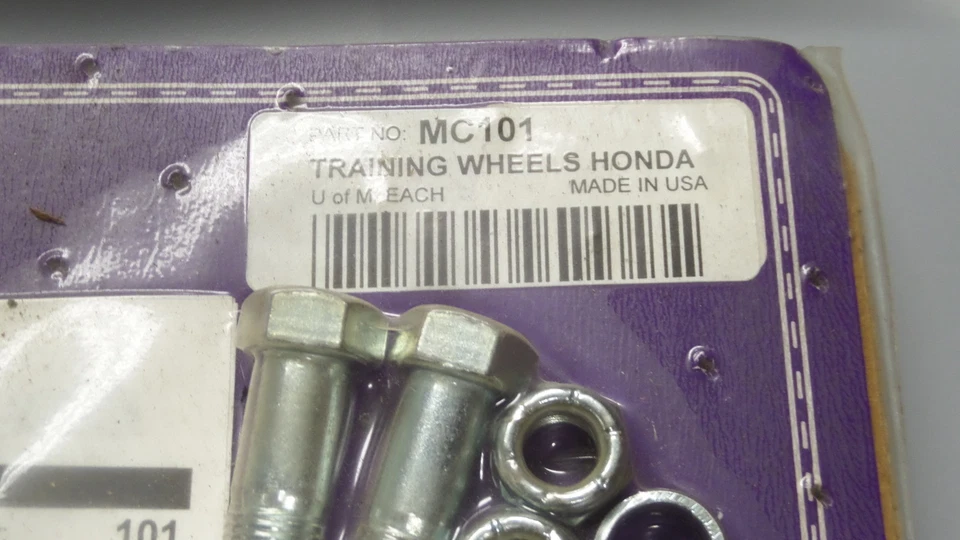 PART NO: MC101
TRAINING WHEELS HONDA
U of M: EACH MADE IN USA
101